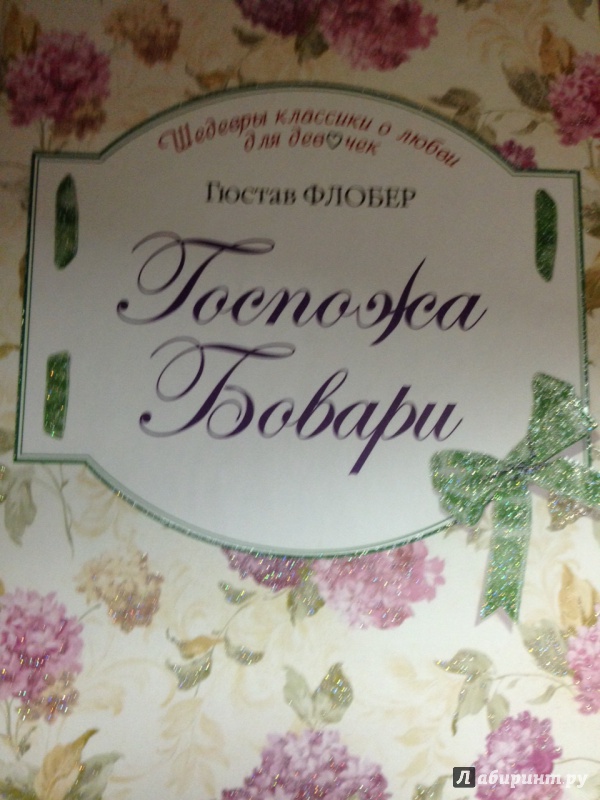 Шедевры классики о любви
для девочек
Гюстав ФЛОБЕР
Госпожа
Бовари
Лабиринт.ру